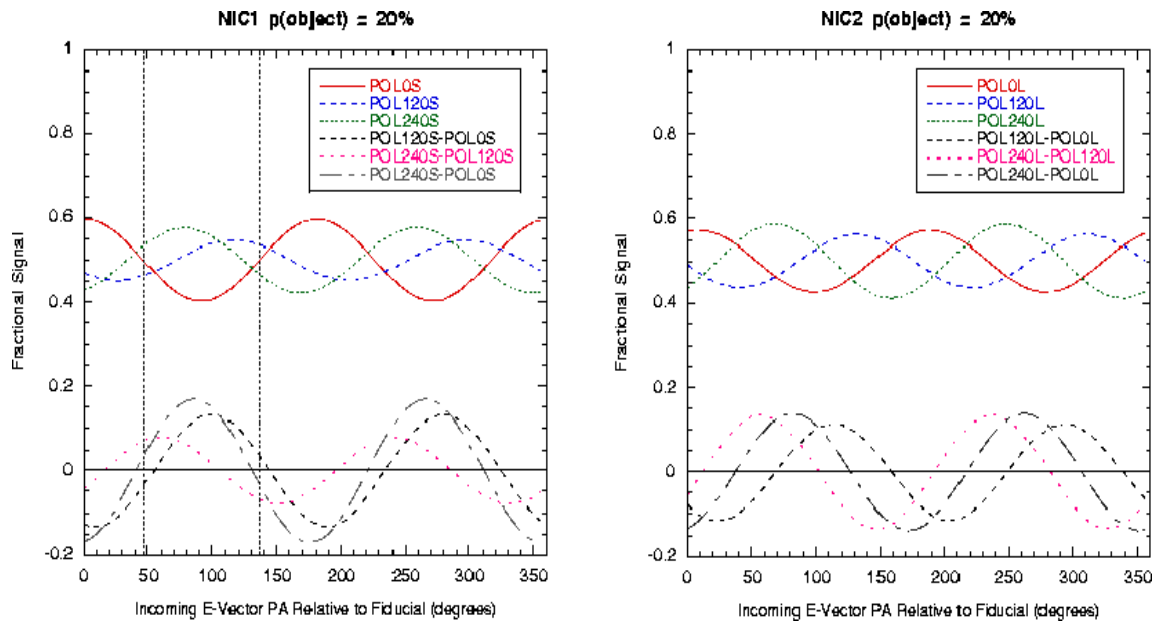 NIC1 p(object) = 20%
1
0.8
0.6
0.4
0.2
0
-0.2
Fractional Signal
POL0S
POL120S
POL240S
POL120S-POL0S
POL240S-POL120S
POL240S-POL0S
0 50 100 150 200 250 300 350
Incoming E-Vector PA Relative to Fiducial (degrees)
NIC2 p(object) = 20%
1
0.8
0.6
0.4
0.2
0
-0.2
Fractional Signal
POL0L
POL120L
POL240L
POL120L-POL0L
POL240L-POL120L
POL240L-POL0L
0 50 100 150 200 250 300 350
Incoming E-Vector PA Relative to Fiducial (degrees)